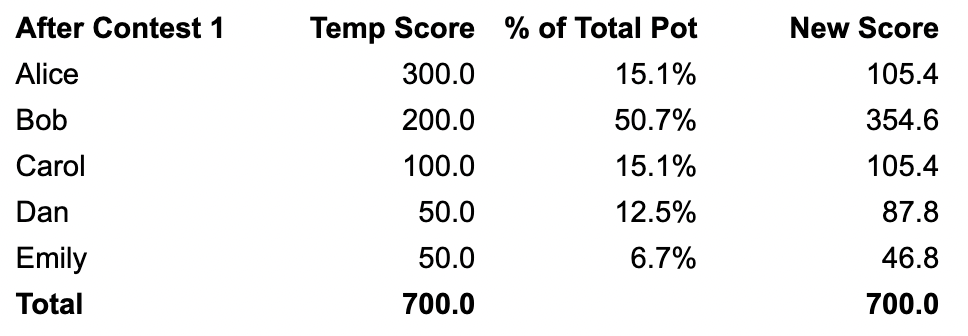 After Contest 1 Temp Score % of Total Pot New Score
Alice 300.0 15.1% 105.4
Bob 200.0 50.7% 354.6
Carol 100.0 15.1% 105.4
Dan 50.0 12.5% 87.8
Emily 50.0 6.7% 46.8
Total 700.0 700.0